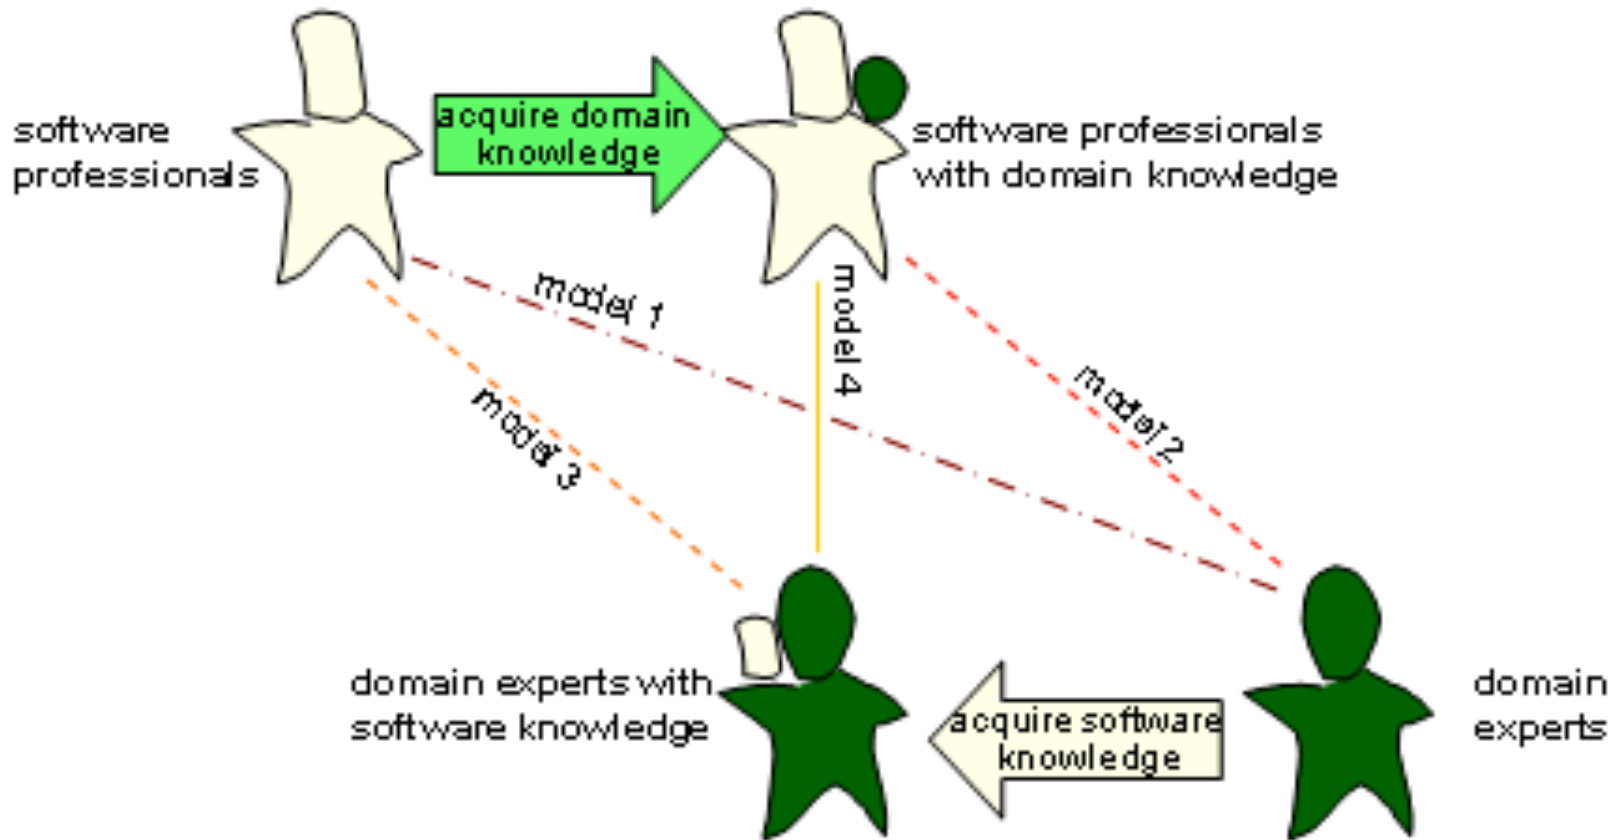 software
professionals
acquire domain
knowledge
software professionals
with domain knowledge
model 1
model 4
model 2
model 3
domain experts with
software knowledge
acquire software
knowledge
domain
experts